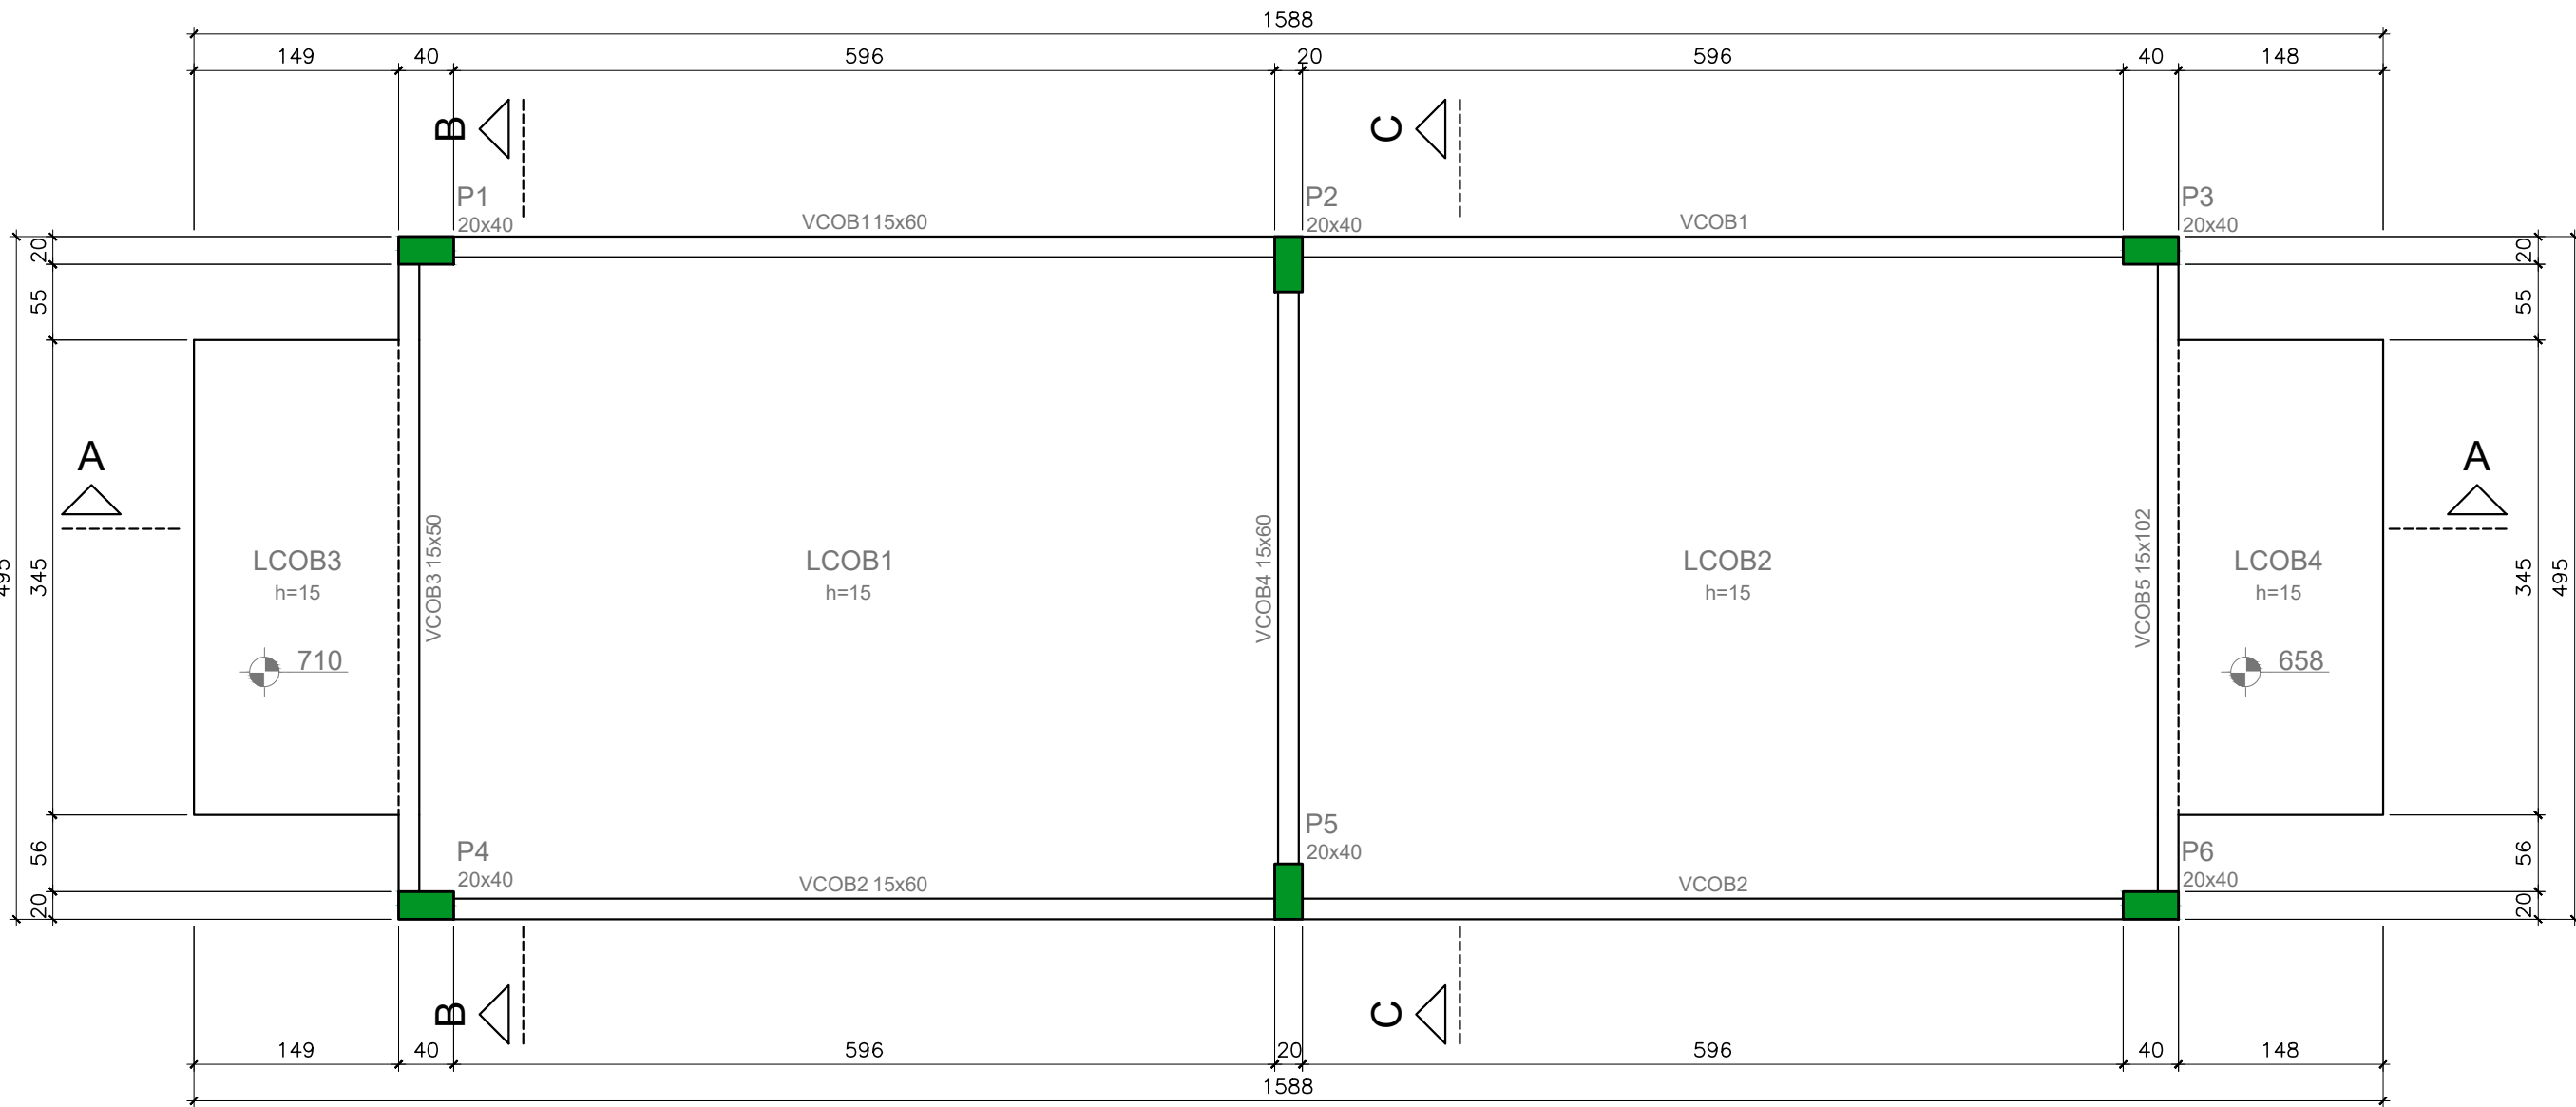 1588
149 40 596 20 596 40 148
B C
P1 P2 P3
20x40 VCOB115x60 20x40 VCOB1 20x40
20 20
55 55
A A
495 345 VCOB3 15x50 VCOB4 15x60 VCOB5 15x102 345 495
LCOB3 LCOB1 LCOB2 LCOB4
h=15 h=15 h=15 h=15
710 658
P5
20x40
56 P4 P6 56
20x40 VCOB2 15x60 VCOB2 20x40
20 20
B C
149 40 596 20 596 40 148
1588